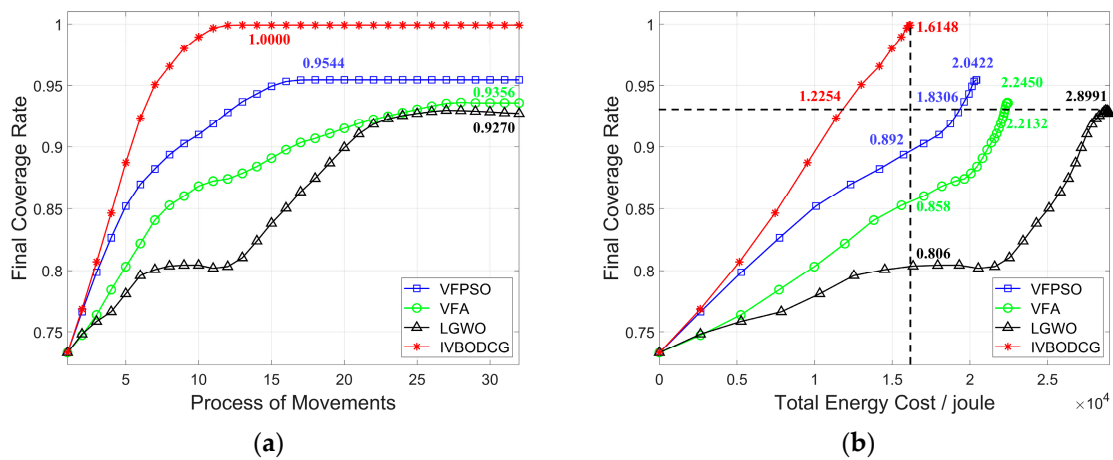 1
0.95
0.9
0.85
0.8
0.75
Final Coverage Rate
1.0000
0.9544
0.9356
0.9270
VFPSO
VFA
LGWO
IVBODCG
5
10
15
20
25
30
Process of Movements
(a)
1
0.95
0.9
0.85
0.8
0.75
Final Coverage Rate
1.6148
2.0422
2.2450
1.2254
1.8306
2.8991
2.2132
0.892
0.858
0.806
VFPSO
VFA
LGWO
IVBODCG
0
0.5
1
1.5
2
2.5
Total Energy Cost / joule
×10⁴
(b)